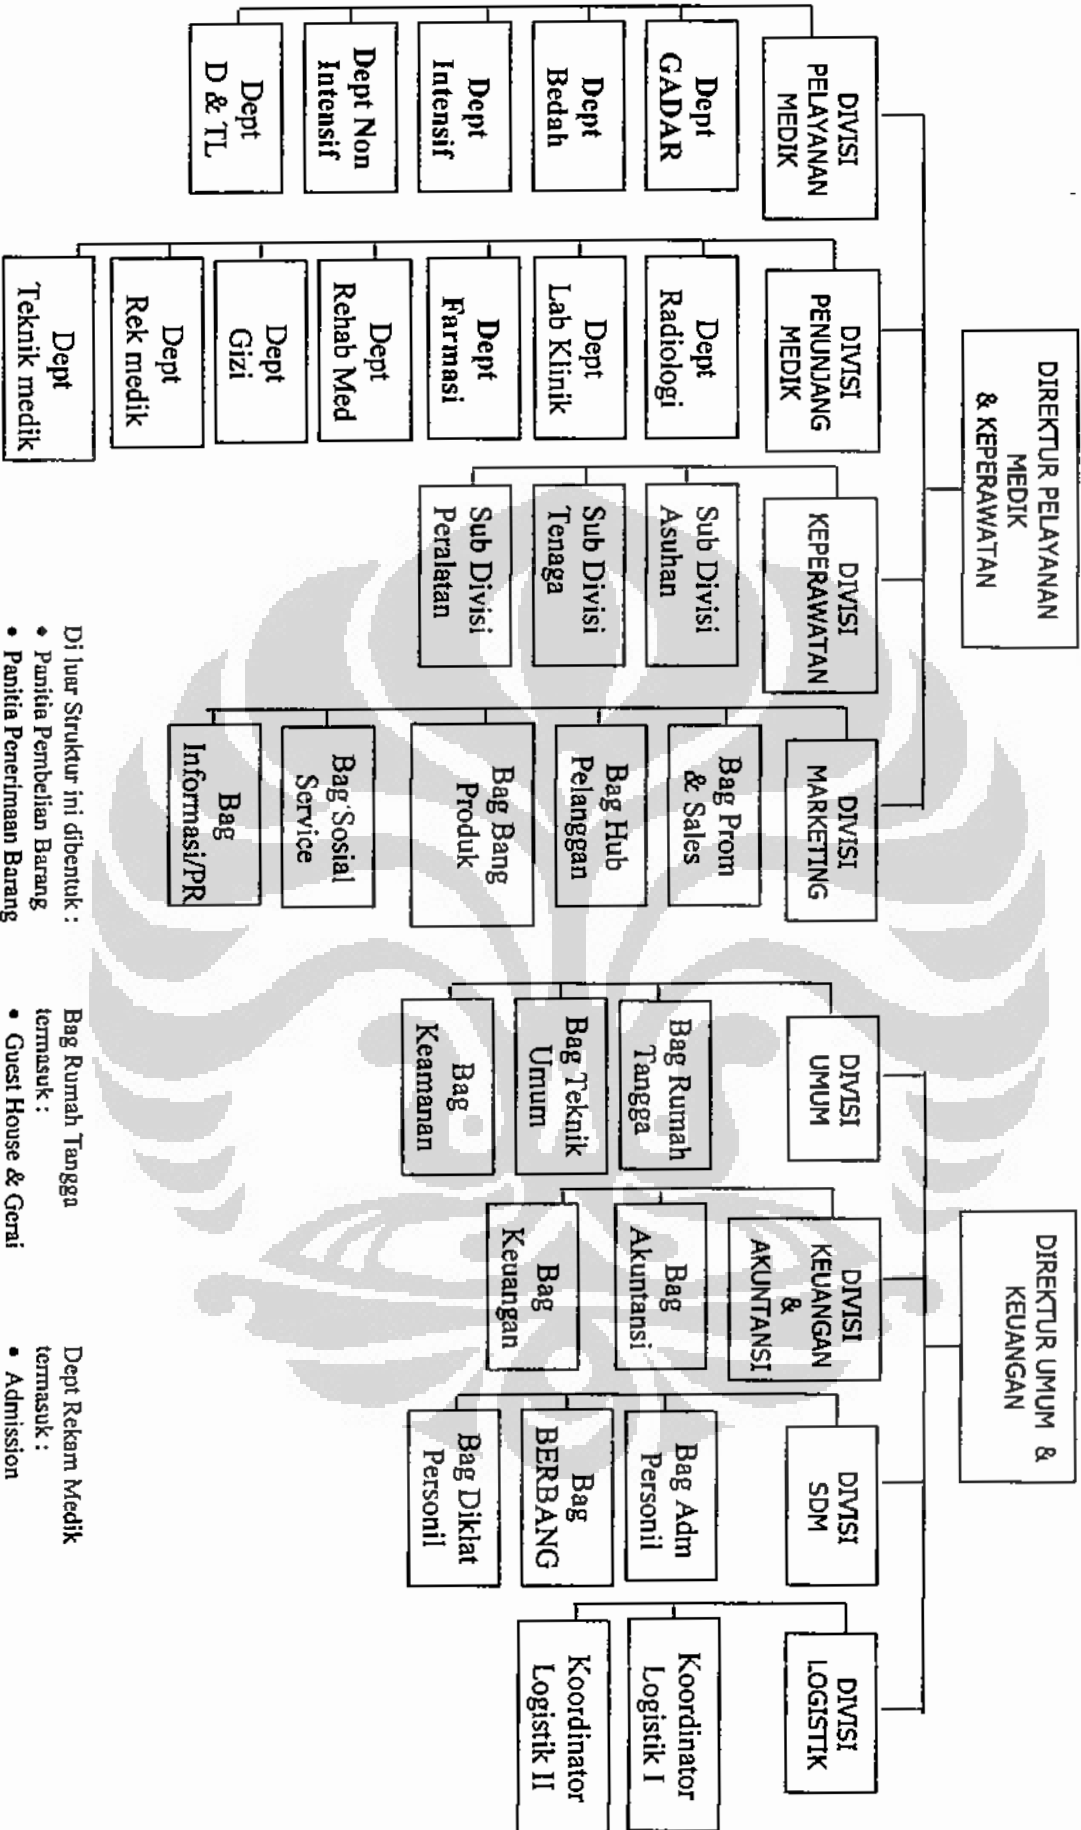 DIREKTUR PELAYANAN
MEDIK
& KEPERAWATAN
DIREKTUR UMUM &
KEUANGAN
DIVISI
PELAYANAN
MEDIK
DIVISI
PENUNJANG
MEDIK
DIVISI
KEPERAWATAN
DIVISI
MARKETING
DIVISI
UMUM
DIVISI
KEUANGAN
&
AKUNTANSI
DIVISI
SDM
DIVISI
LOGISTIK
Dept
GADAR
Dept
Bedah
Dept
Intensif
Dept Non
Intensif
Dept
D & TL
Dept
Radiologi
Dept
Lab Klinik
Dept
Farmasi
Dept
Rehab Med
Dept
Gizi
Dept
Rek medik
Dept
Teknik medik
Sub Divisi
Asuhan
Sub Divisi
Tenaga
Sub Divisi
Peralatan
Bag Prom
& Sales
Bag Hub
Pelanggan
Bag Bang
Produk
Bag Sosial
Service
Bag
Informasi/PR
Bag Rumah
Tangga
Bag Teknik
Umum
Bag
Keamanan
Bag
Akuntansi
Bag
Keuangan
Bag Adm
Personil
Bag
BERBANG
Bag Diklat
Personil
Koordinator
Logistik I
Koordinator
Logistik II
Di luar Struktur ini dibentuk :
• Panitia Pembelian Barang
• Panitia Penerimaan Barang
Bag Rumah Tangga
termasuk :
• Guest House & Gerai
Dept Rekam Medik
termasuk :
• Admission